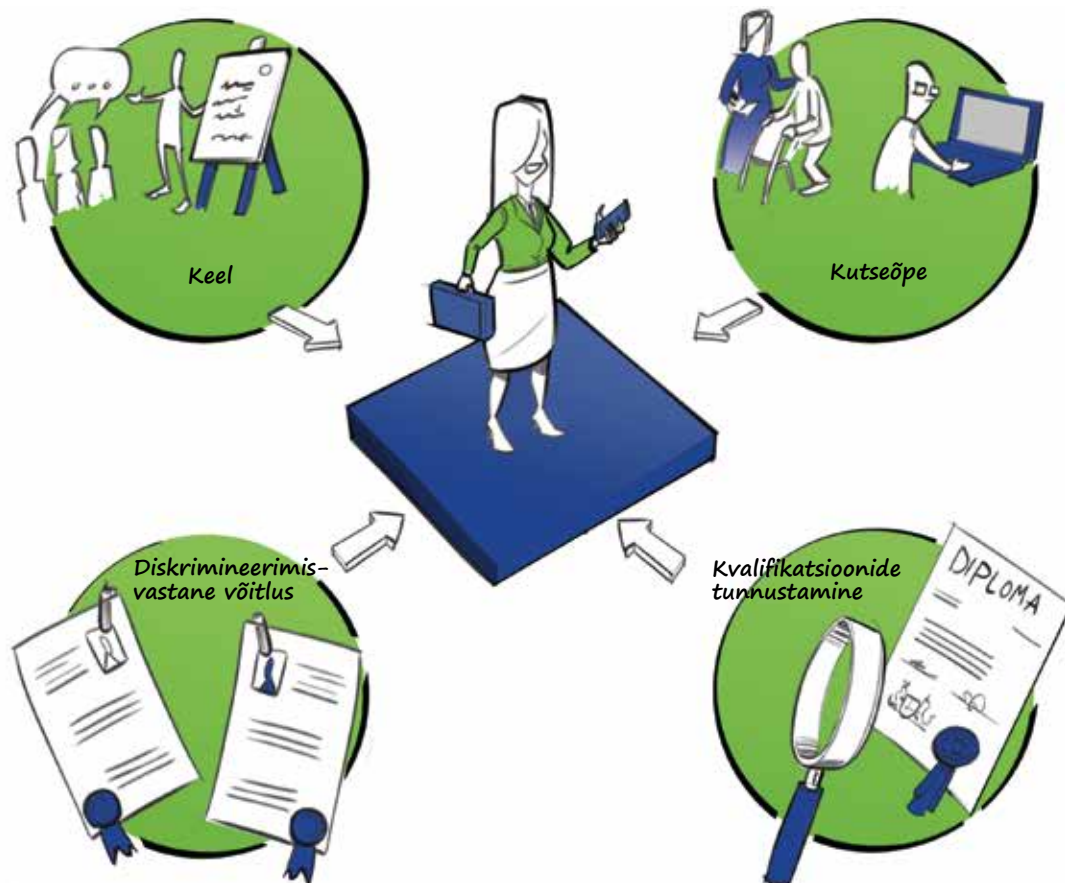 Keel
Kutseõpe
Diskrimineerimis-
vastane võitlus
Kvalifikatsioonide
tunnustamine
DIPLOMA